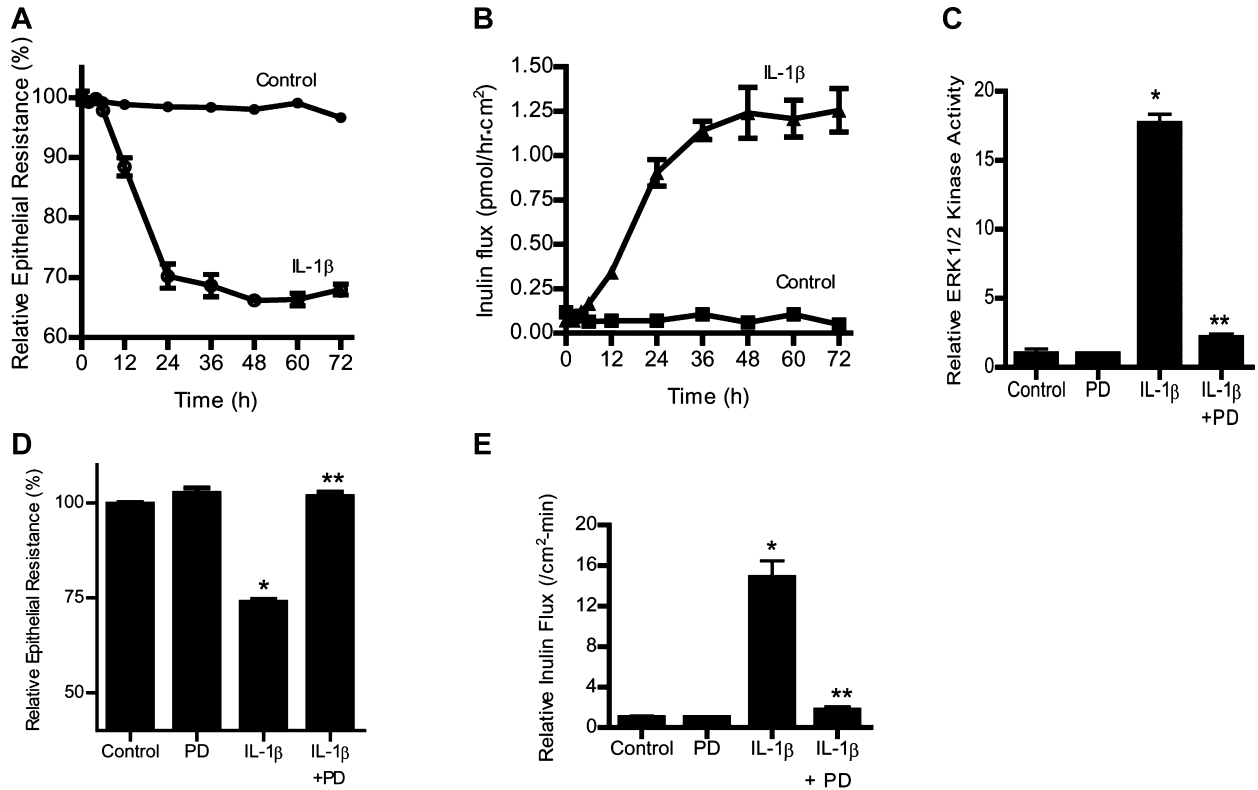 A
Relative Epithelial Resistance (%)
100
90
80
70
60
Control
IL-1β
0 12 24 36 48 60 72
Time (h)
B
Inulin flux (pmol/hr·cm2)
1.50
1.25
1.00
0.75
0.50
0.25
0.00
IL-1β
Control
0 12 24 36 48 60 72
Time (h)
C
Relative ERK1/2 Kinase Activity
20
15
10
5
0
*
**
Control PD IL-1β IL-1β
+PD
D
Relative Epithelial Resistance (%)
100
75
50
*
**
Control PD IL-1β IL-1β
+PD
E
Relative Inulin Flux (/cm2-min)
20
16
12
8
4
0
*
**
Control PD IL-1β IL-1β
+ PD